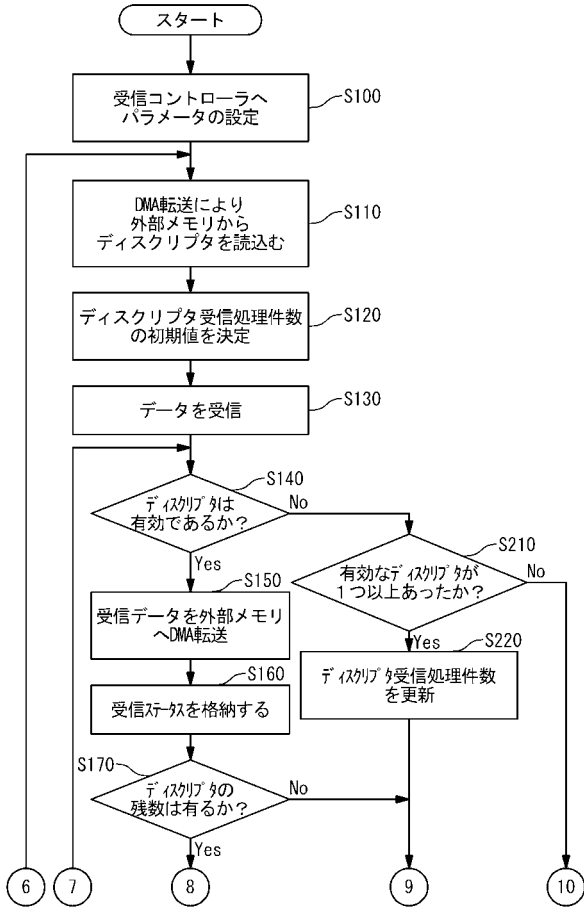 スタート
受信コントローラへ
パラメータの設定
S100
DMA転送により
外部メモリから
ディスクリプタを読込む
S110
ディスクリプタ受信処理件数
の初期値を決定
S120
データを受信
S130
ディスクリプタは
有効であるか?
S140
No
Yes
有効なディスクリプタが
1つ以上あったか?
S210
No
Yes
受信データを外部メモリ
へDMA転送
S150
ディスクリプタ受信処理件数
を更新
S220
受信ステータスを格納する
S160
ディスクリプタの
残数は有るか?
S170
No
Yes
6
7
8
9
10